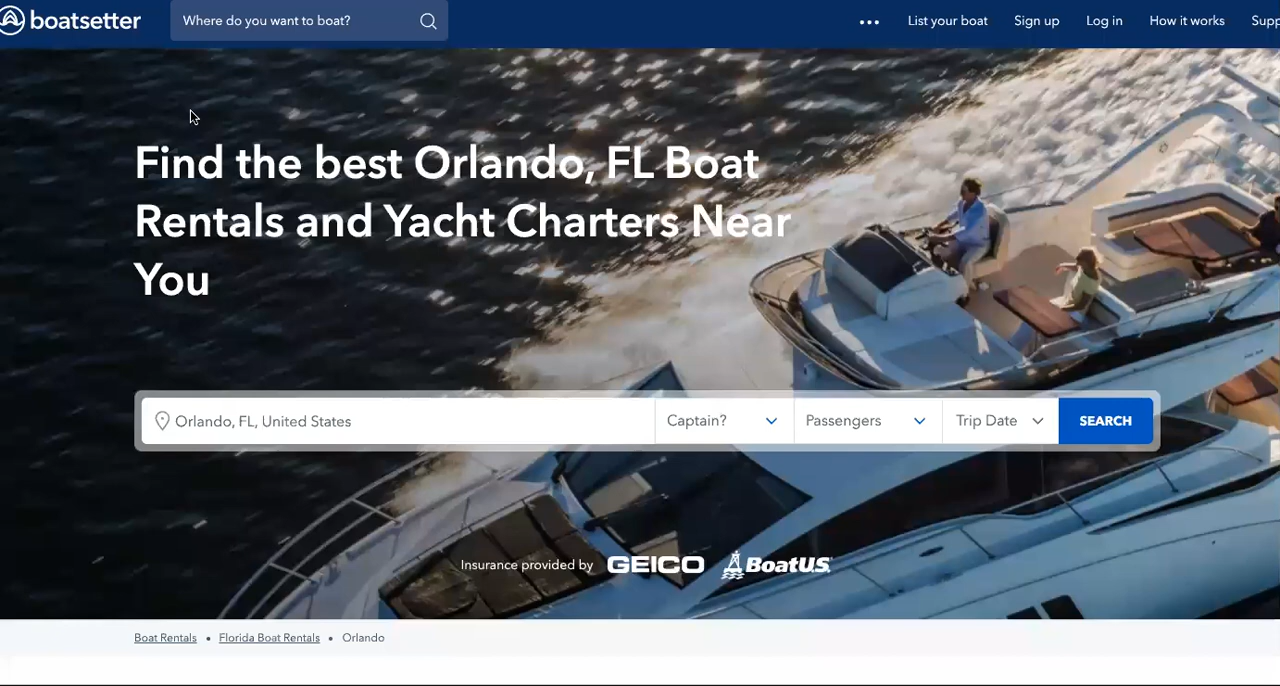 boatsetter
Where do you want to boat?
List your boat
Sign up
Log in
How it works
Find the best Orlando, FL Boat
Rentals and Yacht Charters Near
You
Orlando, FL, United States
Captain?
Passengers
Trip Date
SEARCH
Insurance provided by GEICO BoatU.S.
Boat Rentals • Florida Boat Rentals • Orlando